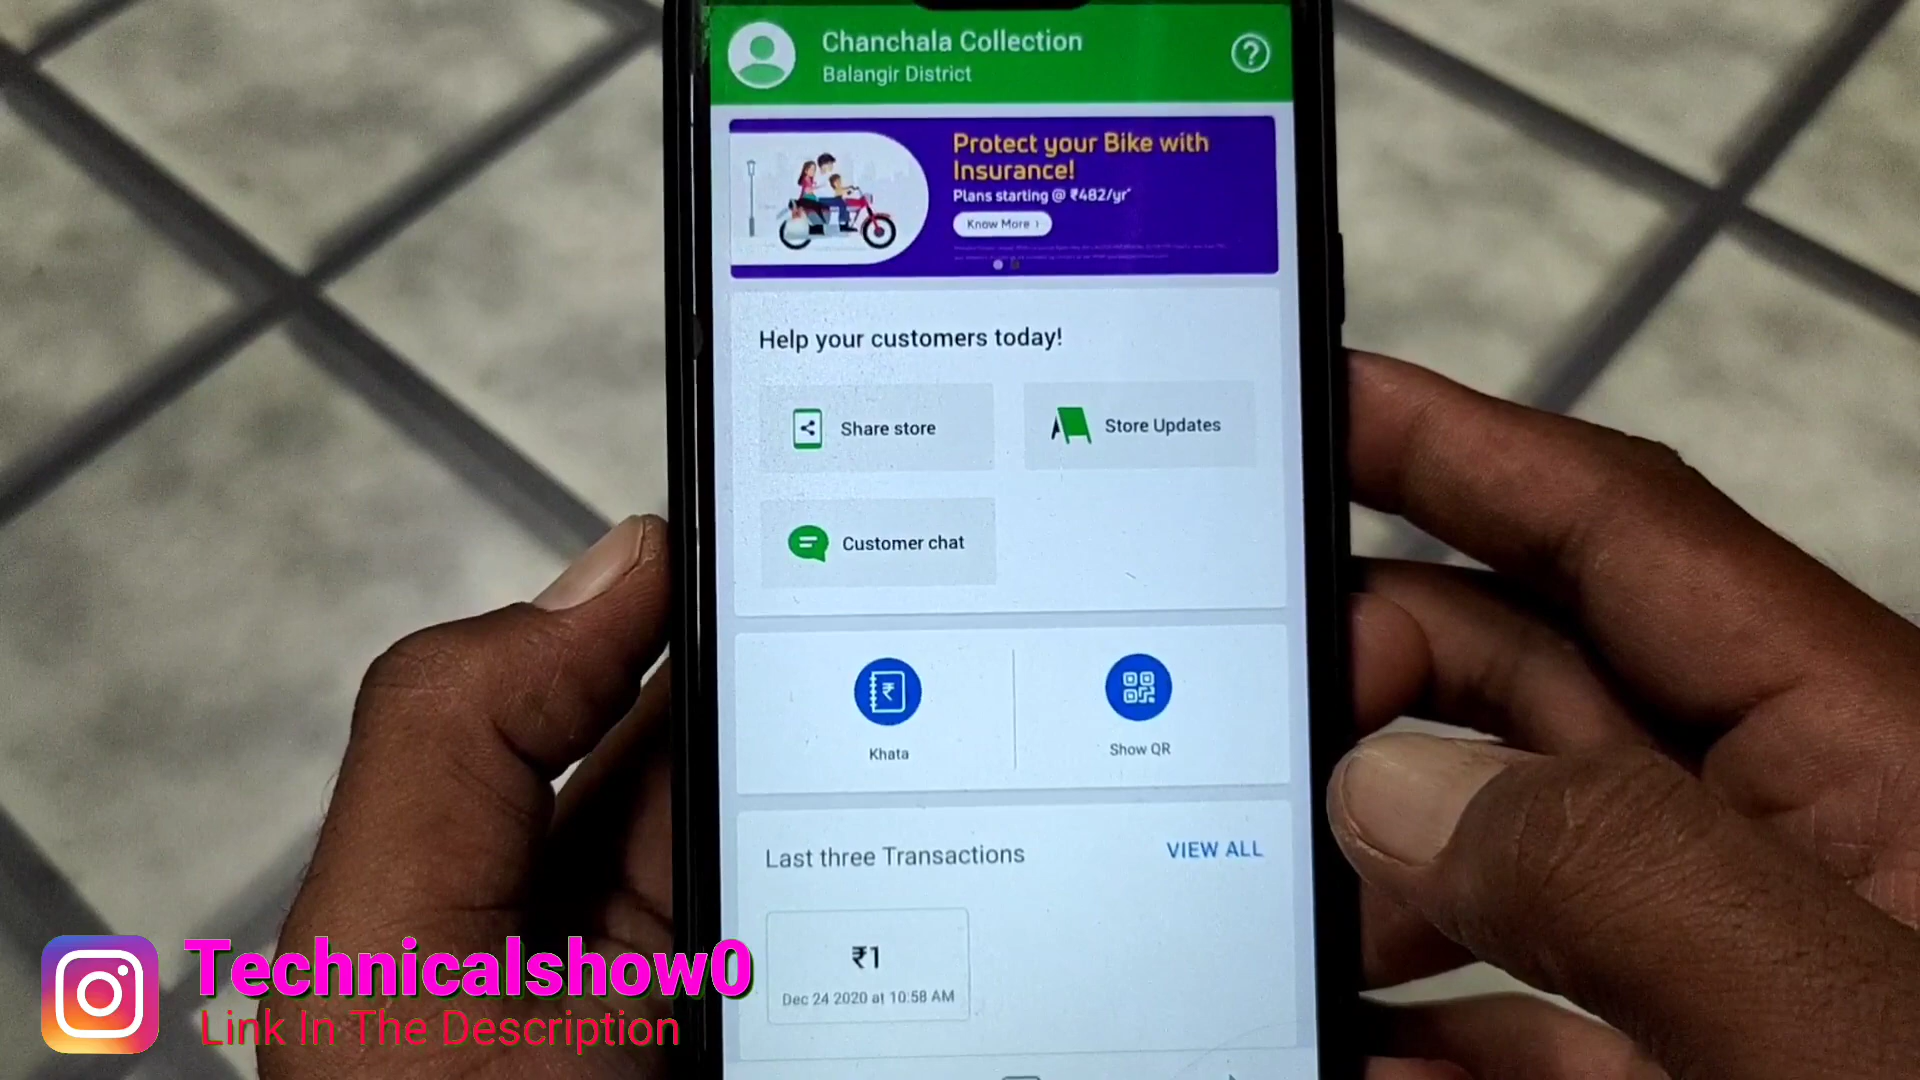 Chanchala Collection
Balangir District
?
Protect your Bike with
Insurance!
Plans starting @ ₹482/yr*
Know More ›
Help your customers today!
Share store
Store Updates
Customer chat
₹
Khata
Show QR
Last three Transactions
VIEW ALL
₹1
Dec 24 2020 at 10:58 AM
Technicalshow0
Link In The Description